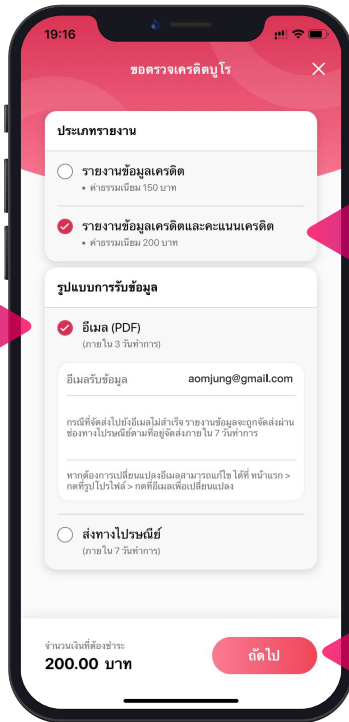 19:16
ขอตรวจเครดิตบูโร
ประเภทรายงาน
รายงานข้อมูลเครดิต
• ค่าธรรมเนียม 150 บาท
รายงานข้อมูลเครดิตและคะแนนเครดิต
• ค่าธรรมเนียม 200 บาท
รูปแบบการรับข้อมูล
อีเมล (PDF)
(ภายใน 3 วันทำการ)
อีเมลรับข้อมูล aomjung@gmail.com
กรณีที่จัดส่งไปยังอีเมลไม่สำเร็จ รายงานข้อมูลจะถูกจัดส่งผ่าน
ช่องทางไปรษณีย์ตามที่อยู่จัดส่งภายใน 7 วันทำการ
หากต้องการเปลี่ยนแปลงอีเมลสามารถแก้ไข ได้ที่ หน้าแรก >
กดที่รูปโปรไฟล์ > กดที่อีเมลเพื่อเปลี่ยนแปลง
ส่งทางไปรษณีย์
(ภายใน 7 วันทำการ)
จำนวนเงินที่ต้องชำระ
200.00 บาท
ถัดไป